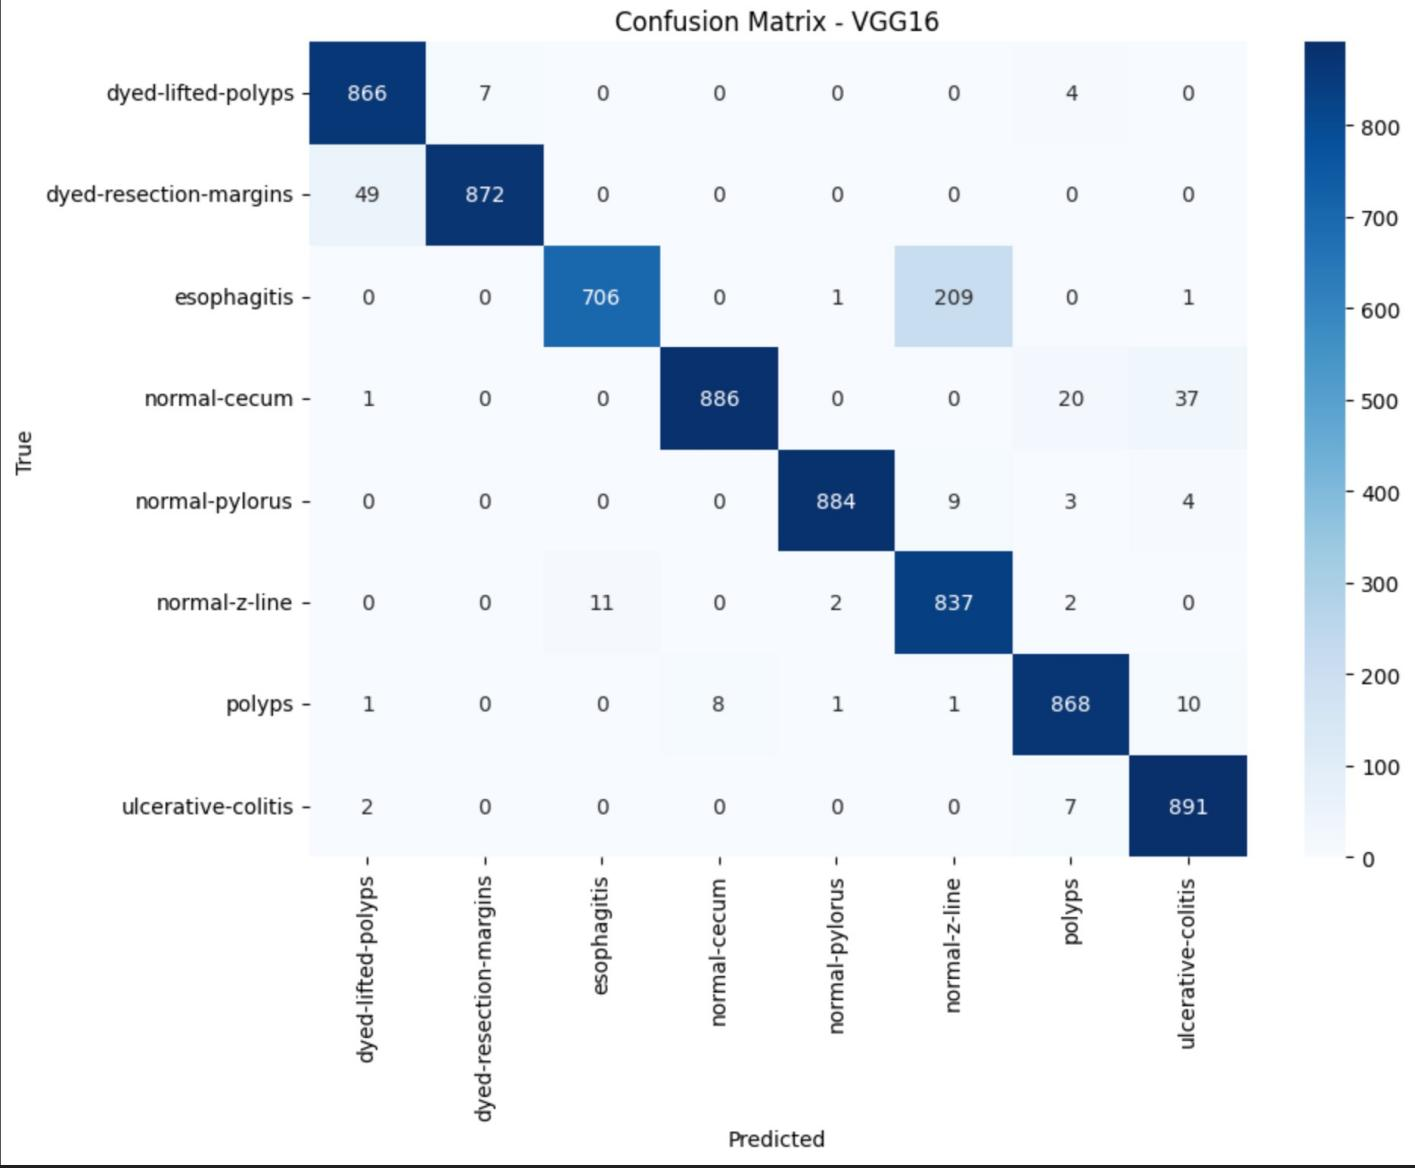 Confusion Matrix - VGG16
dyed-lifted-polyps 866 7 0 0 0 0 4 0
dyed-resection-margins 49 872 0 0 0 0 0 0
esophagitis 0 0 706 0 1 209 0 1
normal-cecum 1 0 0 886 0 0 20 37
normal-pylorus 0 0 0 0 884 9 3 4
normal-z-line 0 0 11 0 2 837 2 0
polyps 1 0 0 8 1 1 868 10
ulcerative-colitis 2 0 0 0 0 0 7 891
True
dyed-lifted-polyps
dyed-resection-margins
esophagitis
normal-cecum
normal-pylorus
normal-z-line
polyps
ulcerative-colitis
Predicted
800
700
600
500
400
300
200
100
0